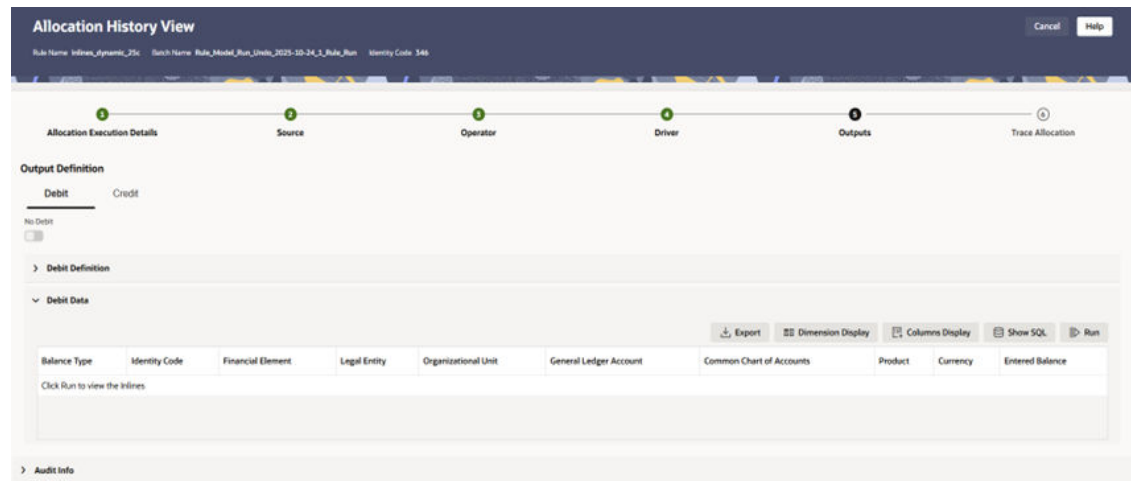 Allocation History View
Cancel
Help
Rule Name Inlines_dynamic_25c Batch Name Rule_Model_Run_Undo_2025-10-24_1_Rule_Run Identity Code 546
1 2 3 4 5 6
Allocation Execution Details Source Operator Driver Outputs Trace Allocation
Output Definition
Debit Credit
No Debit
Debit Definition
Debit Data
Export Dimension Display Columns Display Show SQL Run
Balance Type Identity Code Financial Element Legal Entity Organizational Unit General Ledger Account Common Chart of Accounts Product Currency Entered Balance
Click Run to view the Inlines
Audit Info